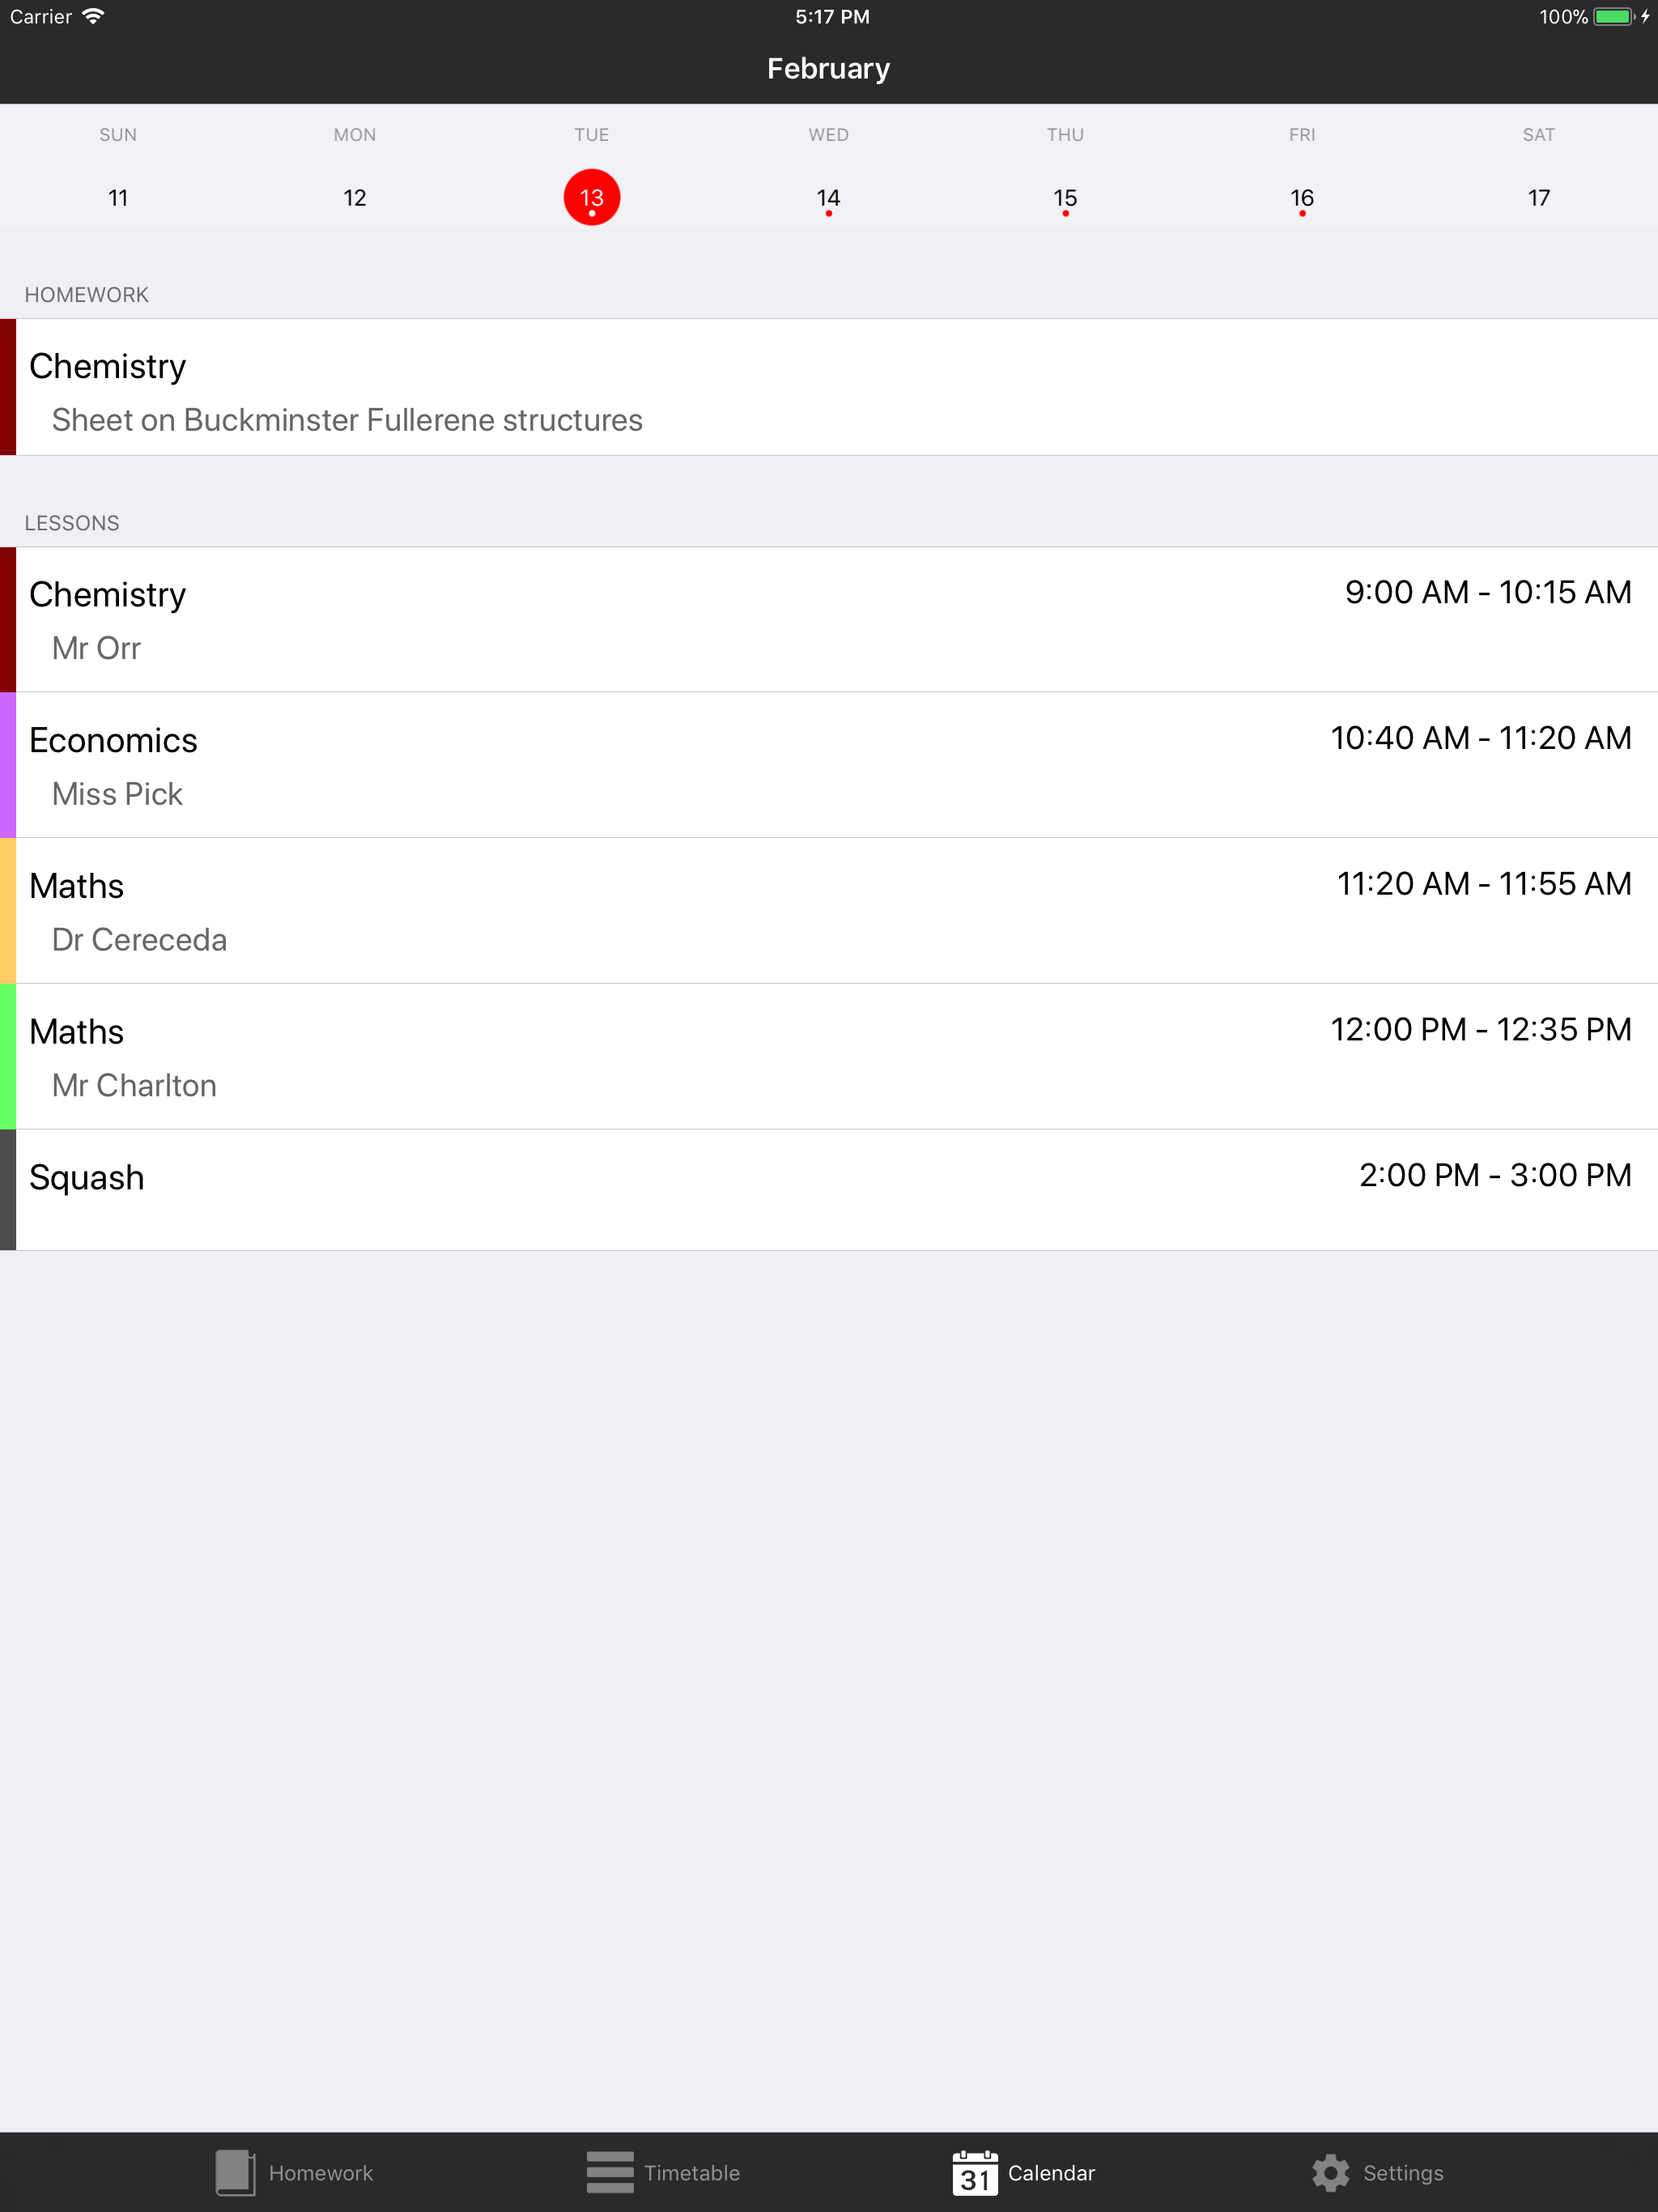 Carrier 5:17 PM 100%
February
SUN MON TUE WED THU FRI SAT
11 12 13 14 15 16 17
HOMEWORK
Chemistry
Sheet on Buckminster Fullerene structures
LESSONS
Chemistry 9:00 AM - 10:15 AM
Mr Orr
Economics 10:40 AM - 11:20 AM
Miss Pick
Maths 11:20 AM - 11:55 AM
Dr Cereceda
Maths 12:00 PM - 12:35 PM
Mr Charlton
Squash 2:00 PM - 3:00 PM
Homework Timetable 31 Calendar Settings